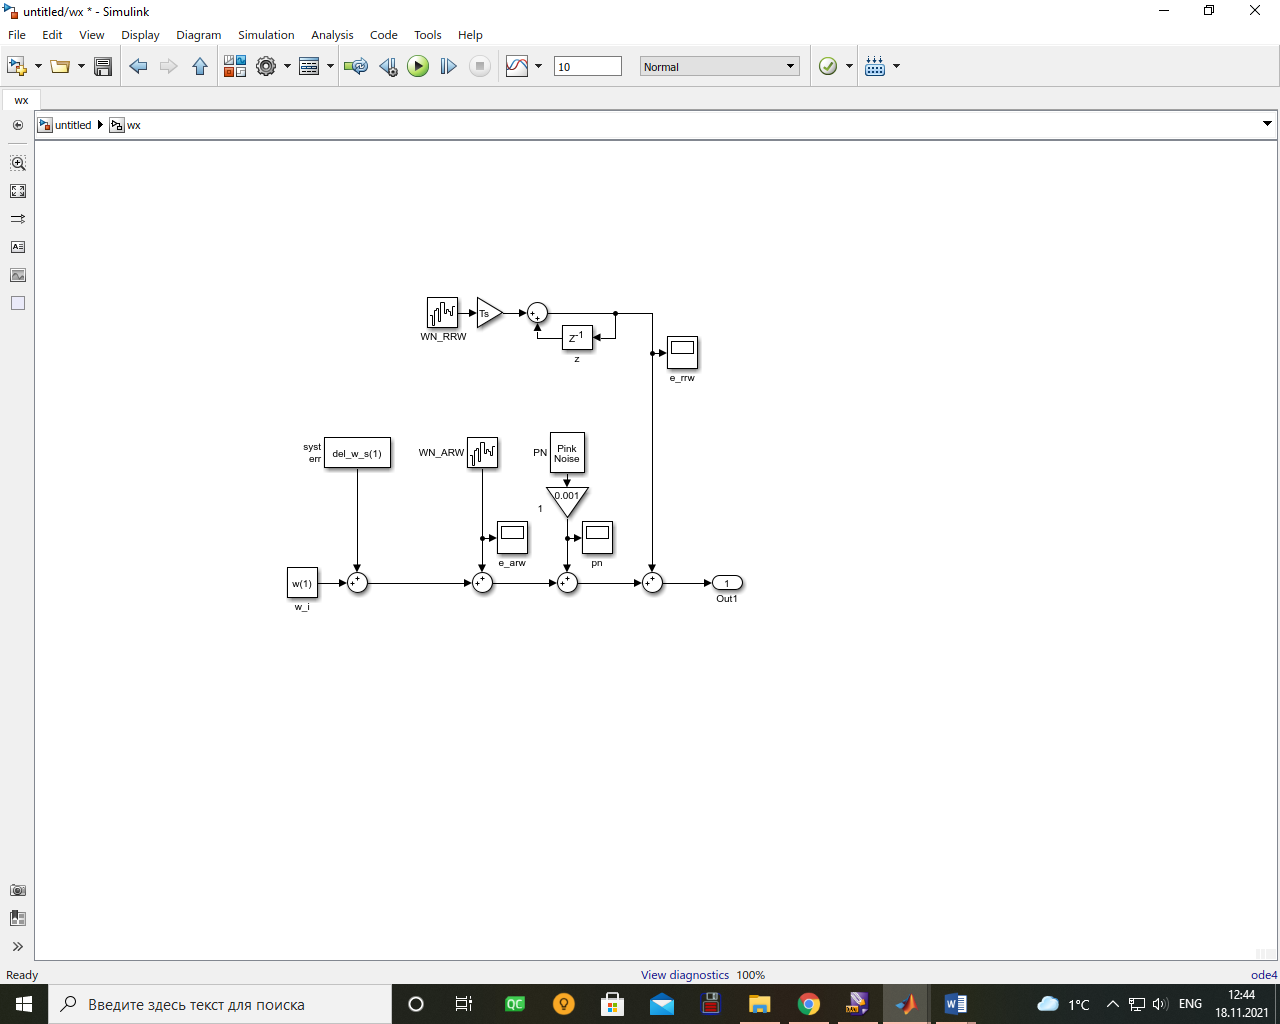 untitled/wx * - Simulink
File Edit View Display Diagram Simulation Analysis Code Tools Help
10
Normal
wx
untitled wx
WN_RRW
Ts
Z-1
z
e_rrw
syst
err
del_w_s(1)
WN_ARW
PN
Pink
Noise
0.001
1
e_arw
pn
w(1)
w_i
1
Out1
Ready
View diagnostics 100%
ode4
Введите здесь текст для поиска
QC
1°C
ENG
12:44
18.11.2021